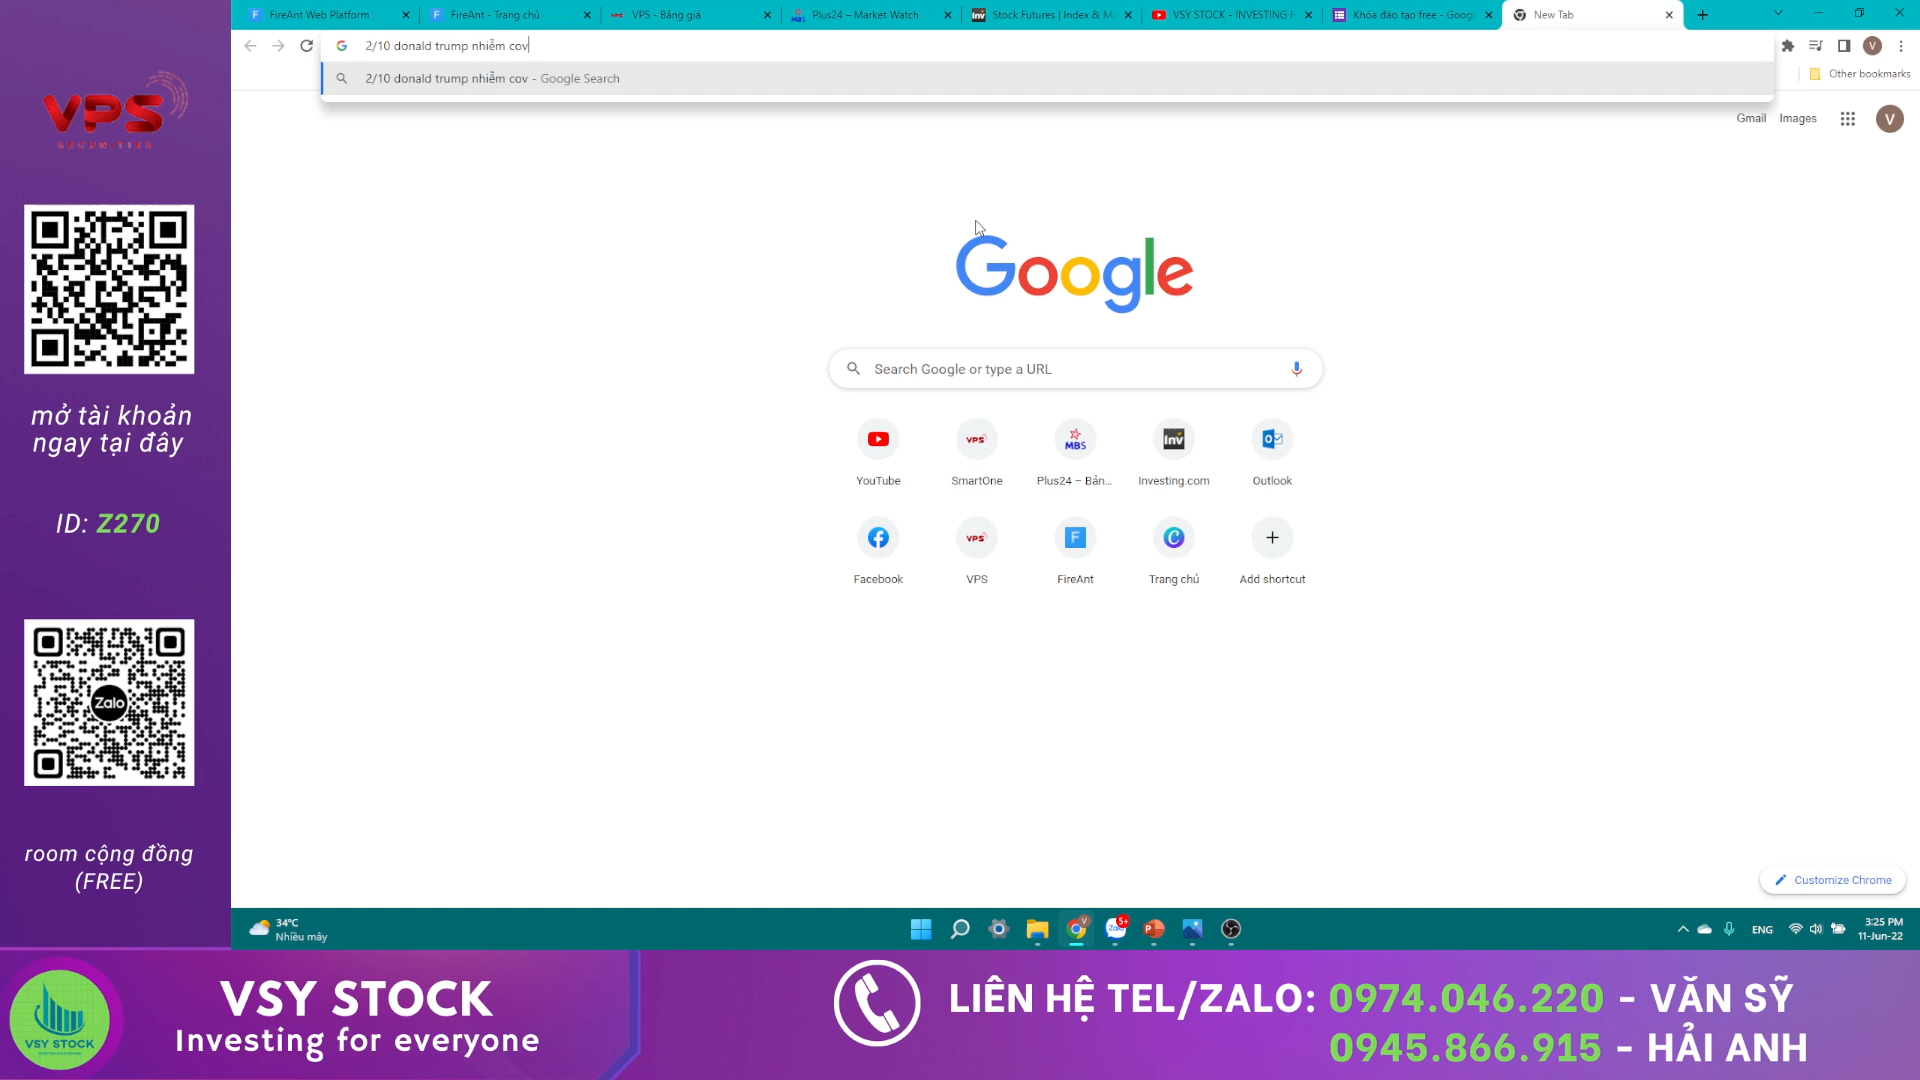 FireAnt Web Platform
FireAnt - Trang chủ
VPS - Bảng giá
Plus24 – Market Watch
Stock Futures | Index & M
VSY STOCK - INVESTING F
Khóa đào tạo free - Googl
New Tab
2/10 donald trump nhiễm cov
2/10 donald trump nhiễm cov - Google Search
Other bookmarks
Gmail
Images
V
V
VPS
SECURITIES
Google
Search Google or type a URL
YouTube
SmartOne
Plus24 – Bản...
Investing.com
Outlook
Facebook
VPS
FireAnt
Trang chủ
Add shortcut
mở tài khoản
ngay tại đây
ID: Z270
Zalo
room cộng đồng
(FREE)
Customize Chrome
34°C
Nhiều mây
5+
ENG
3:25 PM
11-Jun-22
VSY STOCK
VSY STOCK
Investing for everyone
LIÊN HỆ TEL/ZALO: 0974.046.220 - VĂN SỸ
0945.866.915 - HẢI ANH